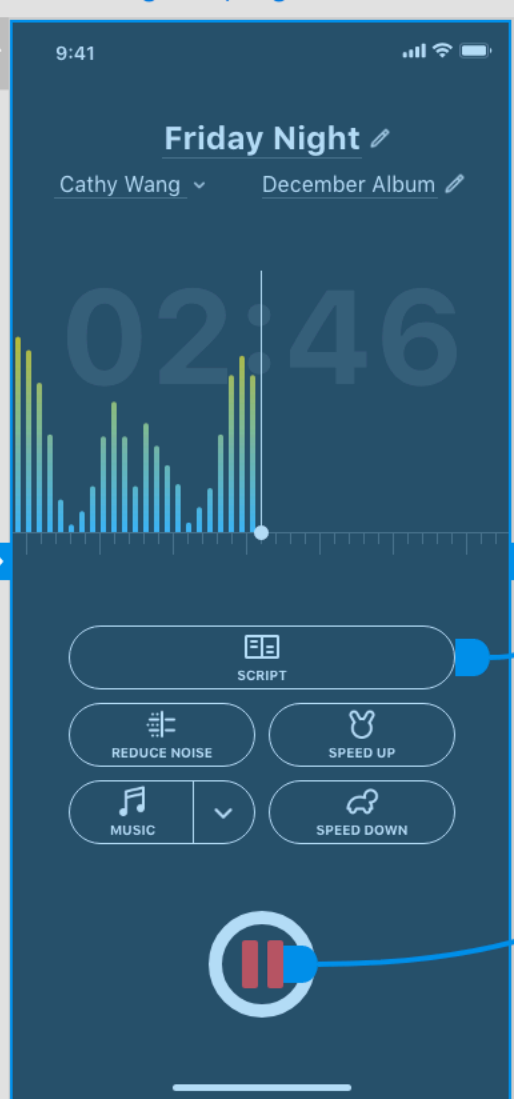 9:41
Friday Night
Cathy Wang
December Album
02:46
SCRIPT
REDUCE NOISE
SPEED UP
MUSIC
SPEED DOWN